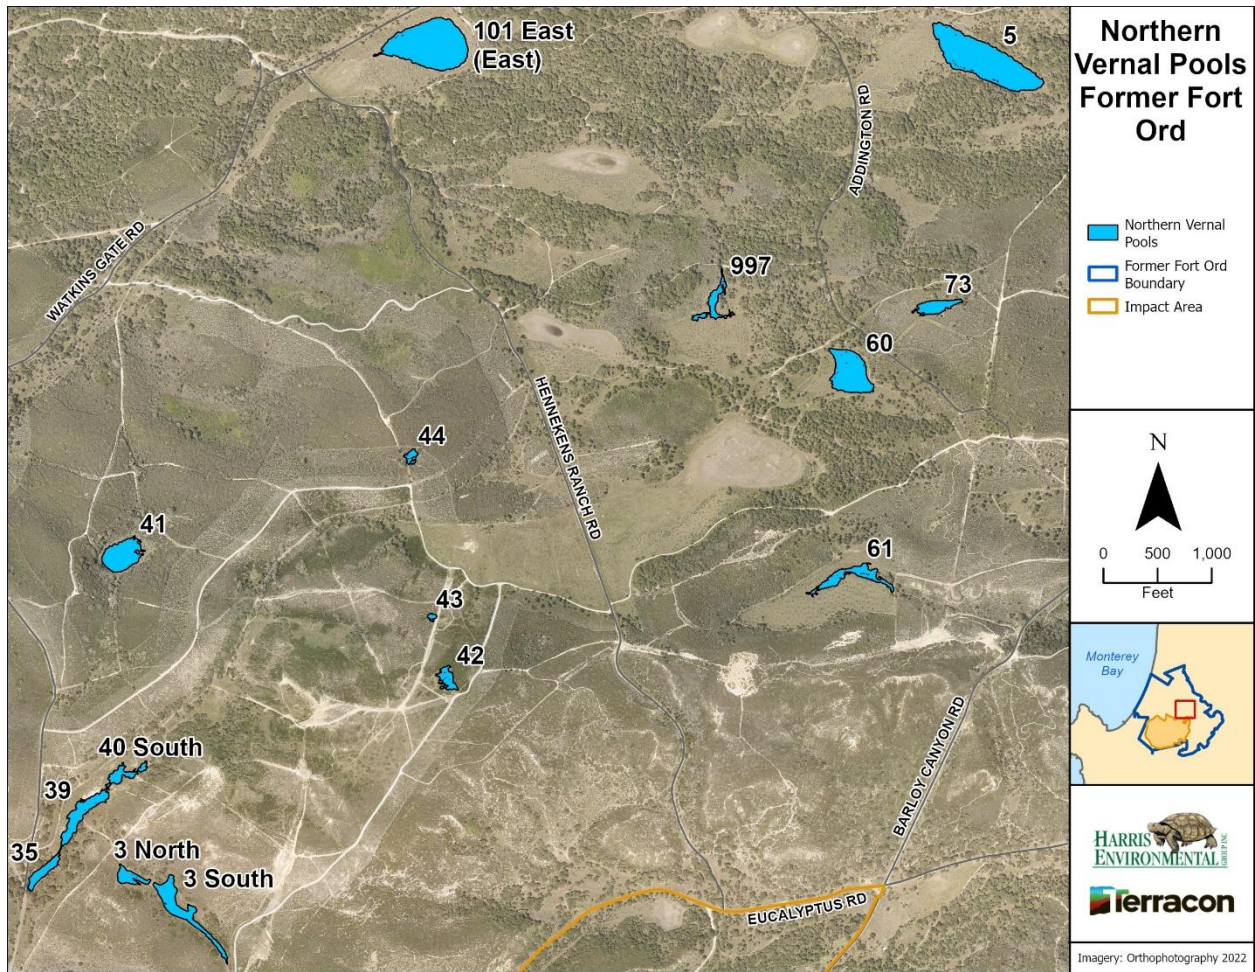 101 East
(East)
5
Northern
Vernal Pools
Former Fort
Ord
ADDINGTON RD
WATKINS GATE RD
997
73
60
Northern Vernal
Pools
Former Fort Ord
Boundary
Impact Area
HENNEKENS RANCH RD
44
41
61
43
42
N
0 500 1,000
Feet
Monterey
Bay
40 South
39
35
3 North
3 South
BARLOY CANYON RD
EUCALYPTUS RD
HARRIS
ENVIRONMENTAL
GROUP INC
Terracon
Imagery: Orthophotography 2022